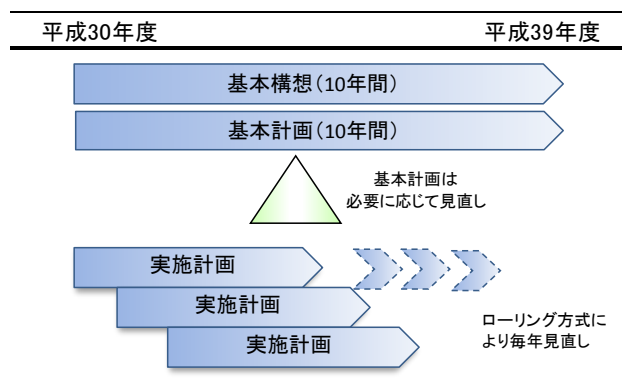 平成30年度
平成39年度
基本構想（10年間）
基本計画（10年間）
基本計画は
必要に応じて見直し
実施計画
実施計画
実施計画
ローリング方式に
より毎年見直し